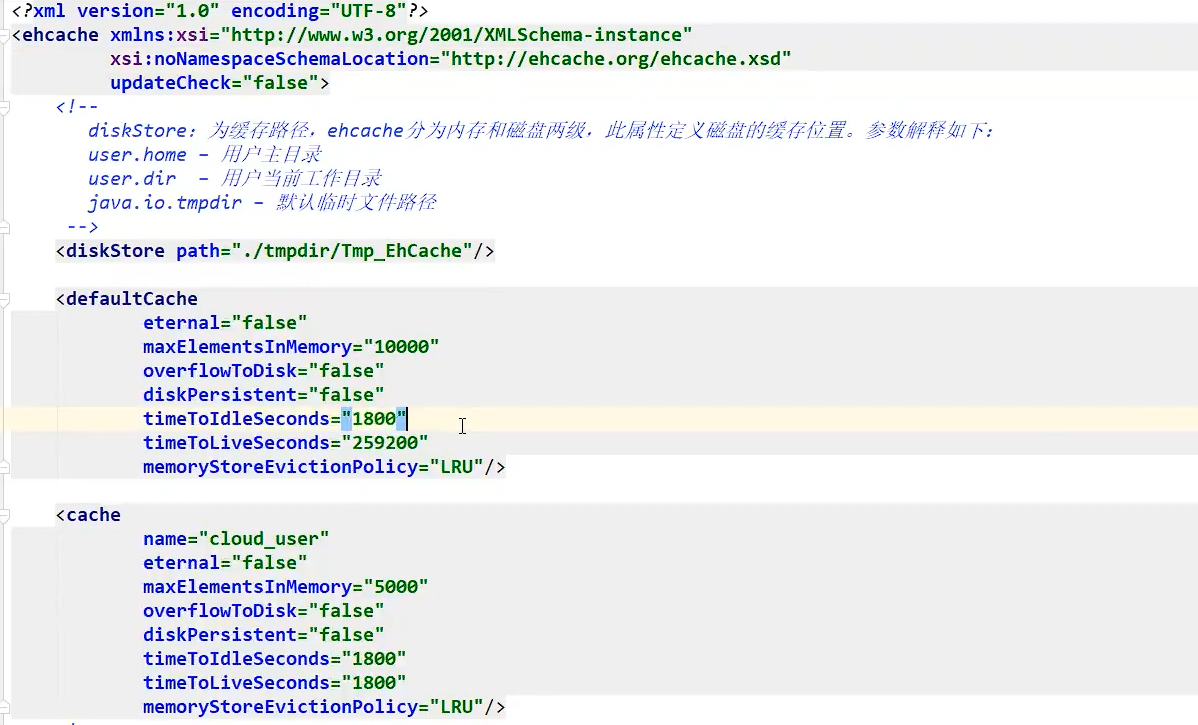 <?xml version="1.0" encoding="UTF-8"?>
<ehcache xmlns:xsi="http://www.w3.org/2001/XMLSchema-instance"
xsi:noNamespaceSchemaLocation="http://ehcache.org/ehcache.xsd"
updateCheck="false">
<!--
diskStore：为缓存路径，ehcache分为内存和磁盘两级，此属性定义磁盘的缓存位置。参数解释如下：
user.home – 用户主目录
user.dir  – 用户当前工作目录
java.io.tmpdir – 默认临时文件路径
-->
<diskStore path="./tmpdir/Tmp_EhCache"/>
<defaultCache
eternal="false"
maxElementsInMemory="10000"
overflowToDisk="false"
diskPersistent="false"
timeToIdleSeconds="1800"
timeToLiveSeconds="259200"
memoryStoreEvictionPolicy="LRU"/>
<cache
name="cloud_user"
eternal="false"
maxElementsInMemory="5000"
overflowToDisk="false"
diskPersistent="false"
timeToIdleSeconds="1800"
timeToLiveSeconds="1800"
memoryStoreEvictionPolicy="LRU"/>